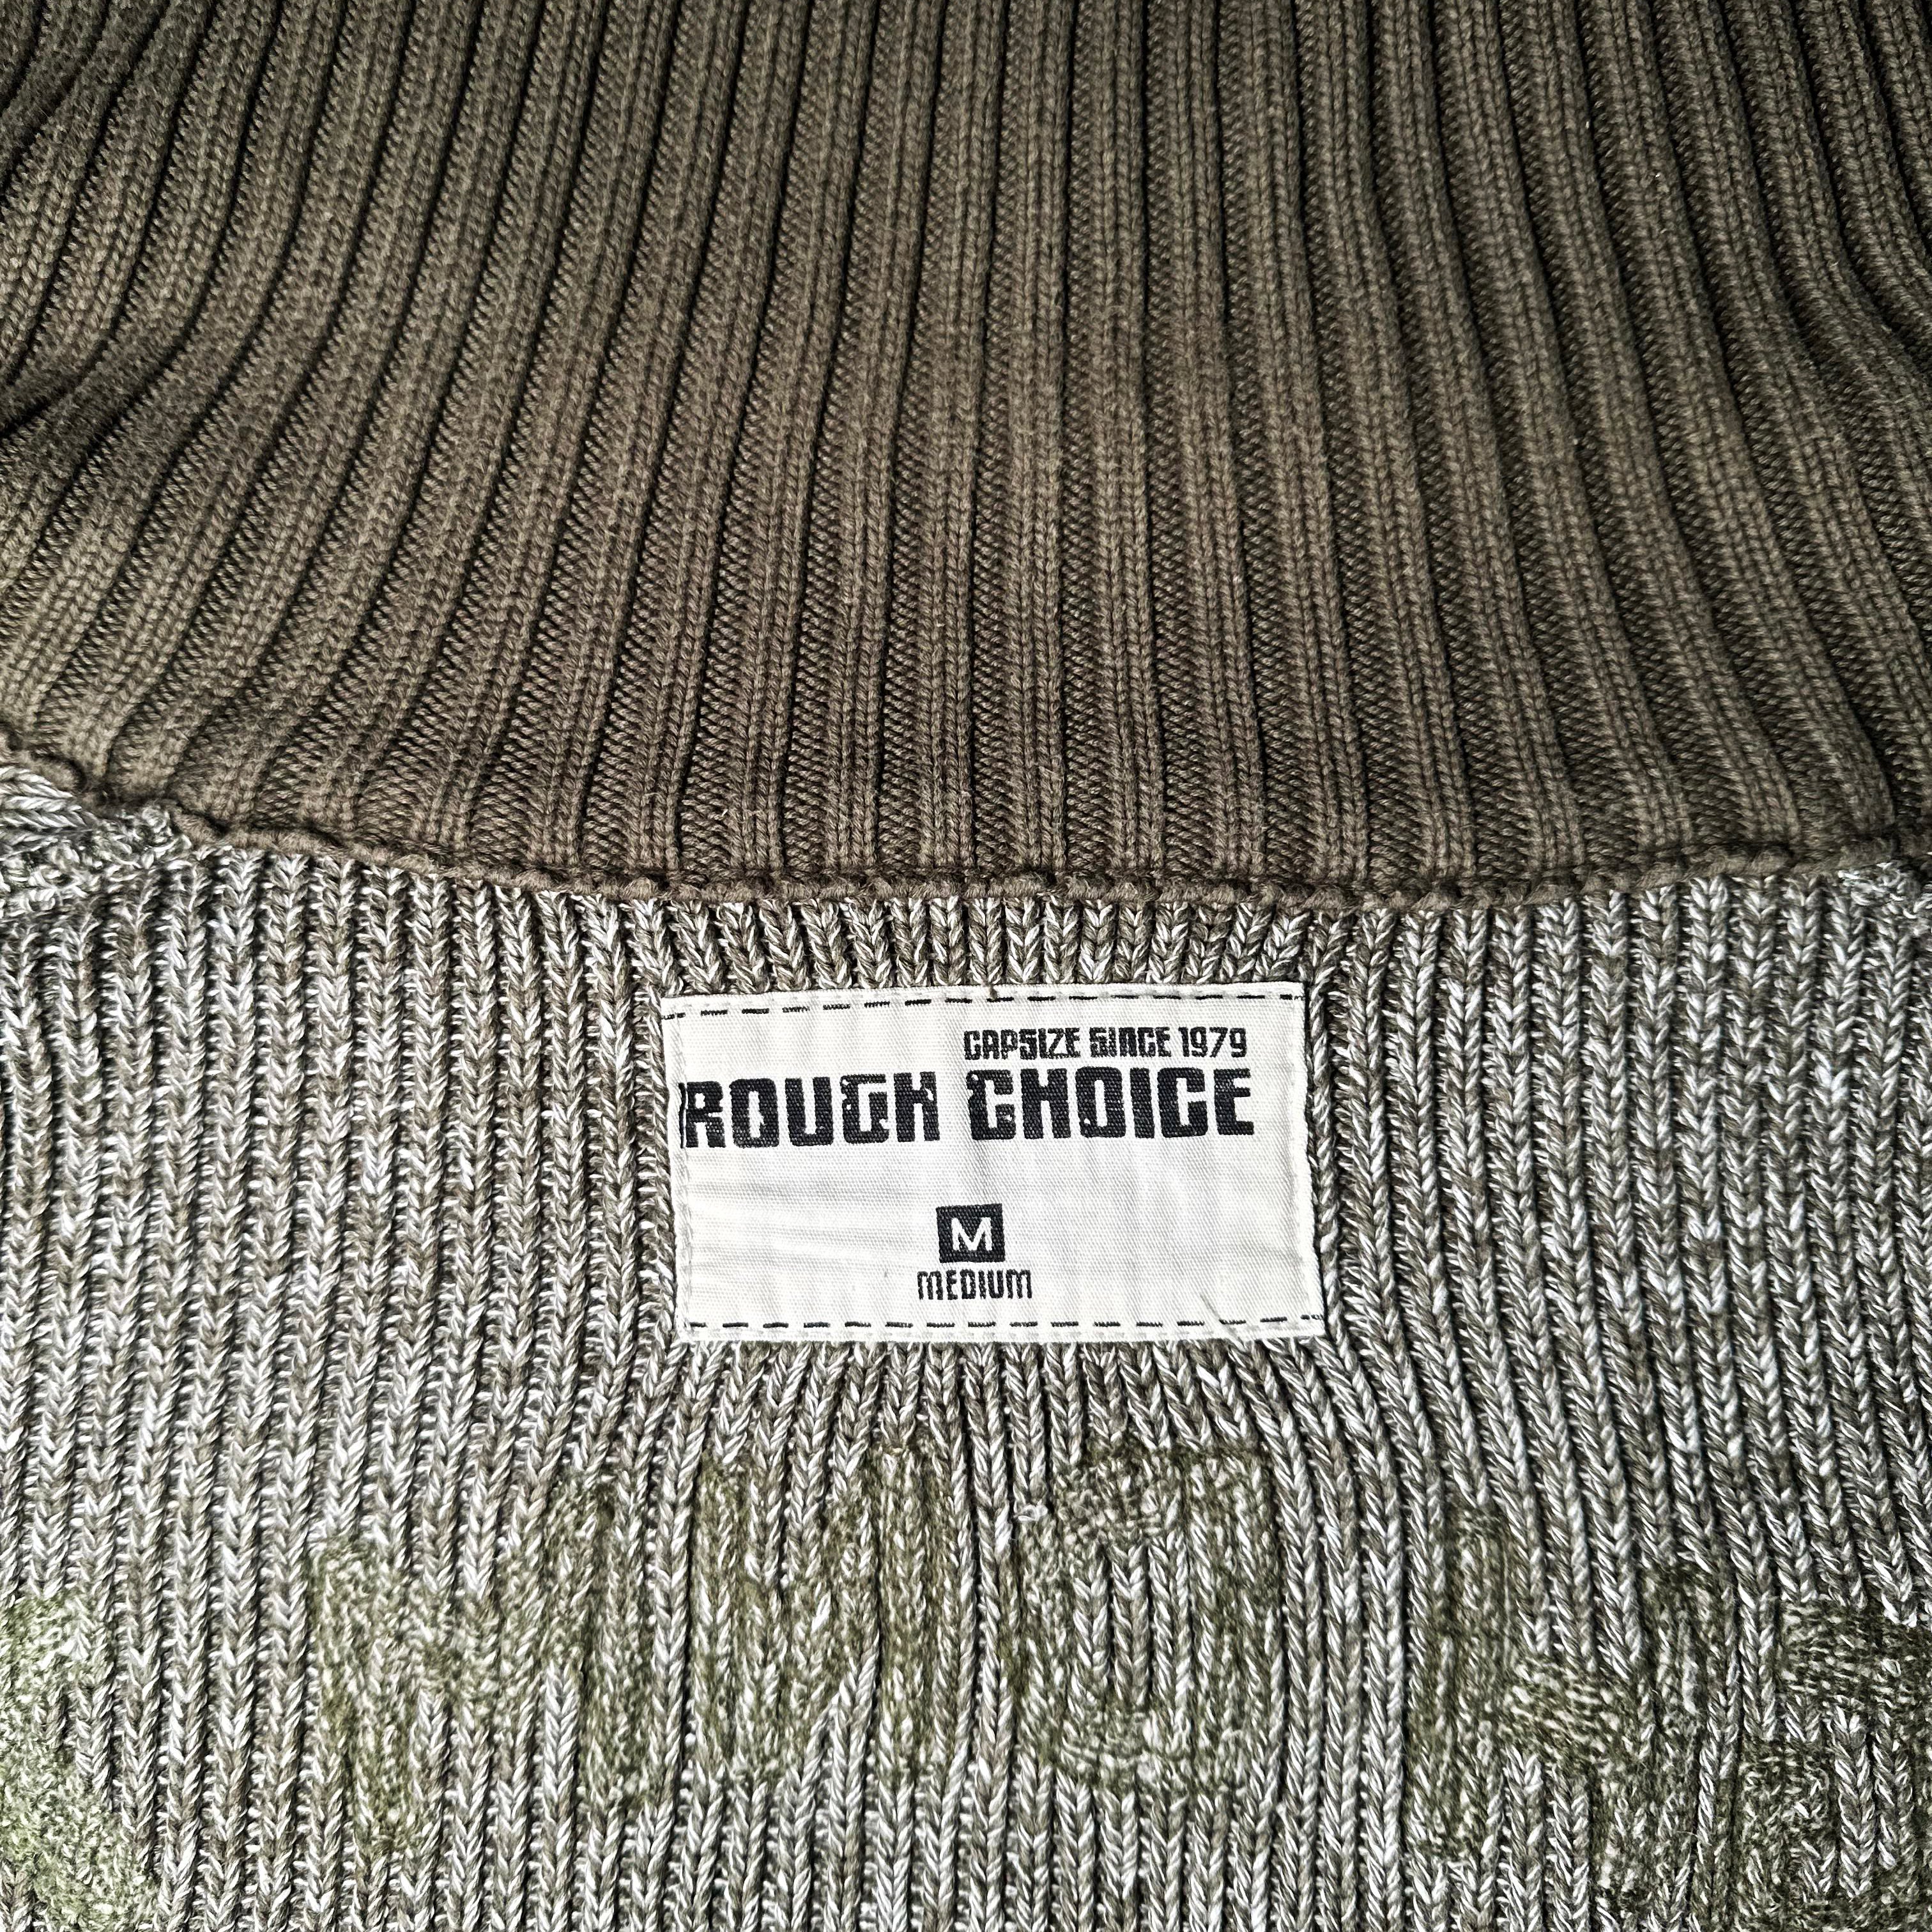 CAPSIZE SINCE 1979
ROUGH CHOICE
M
MEDIUM